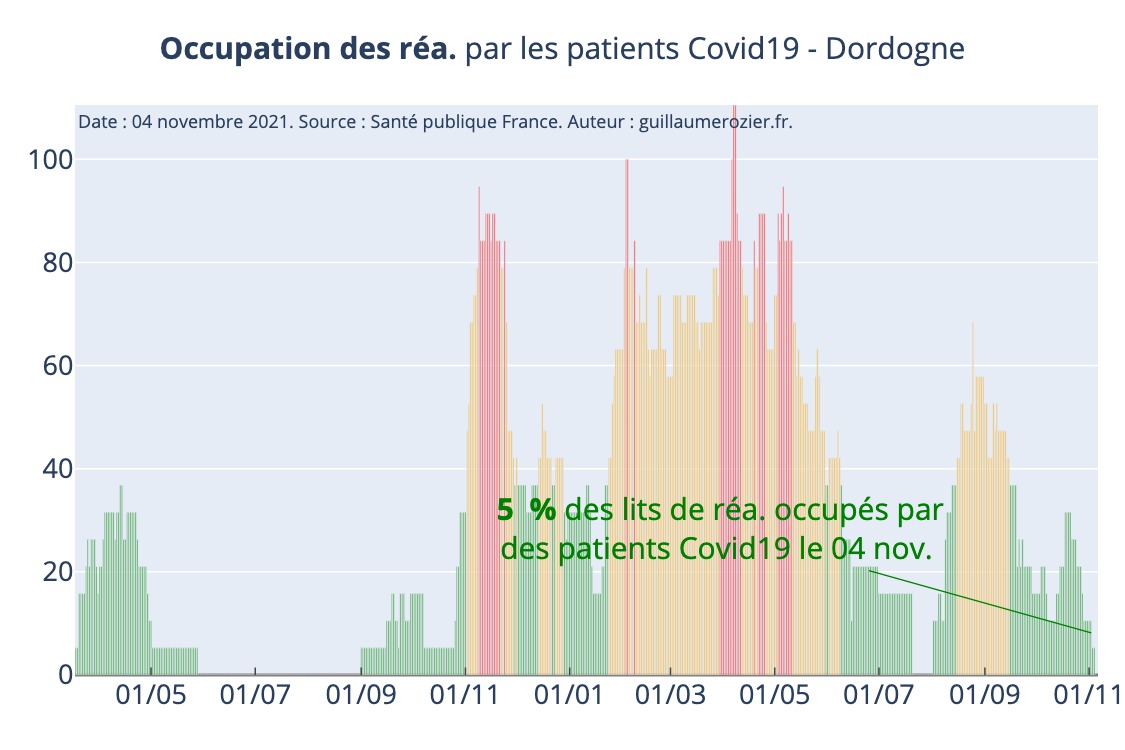 Occupation des réa. par les patients Covid19 - Dordogne
Date : 04 novembre 2021. Source : Santé publique France. Auteur : guillaumerozier.fr.
100
80
60
40
20
0
5 % des lits de réa. occupés par
des patients Covid19 le 04 nov.
01/05 01/07 01/09 01/11 01/01 01/03 01/05 01/07 01/09 01/11